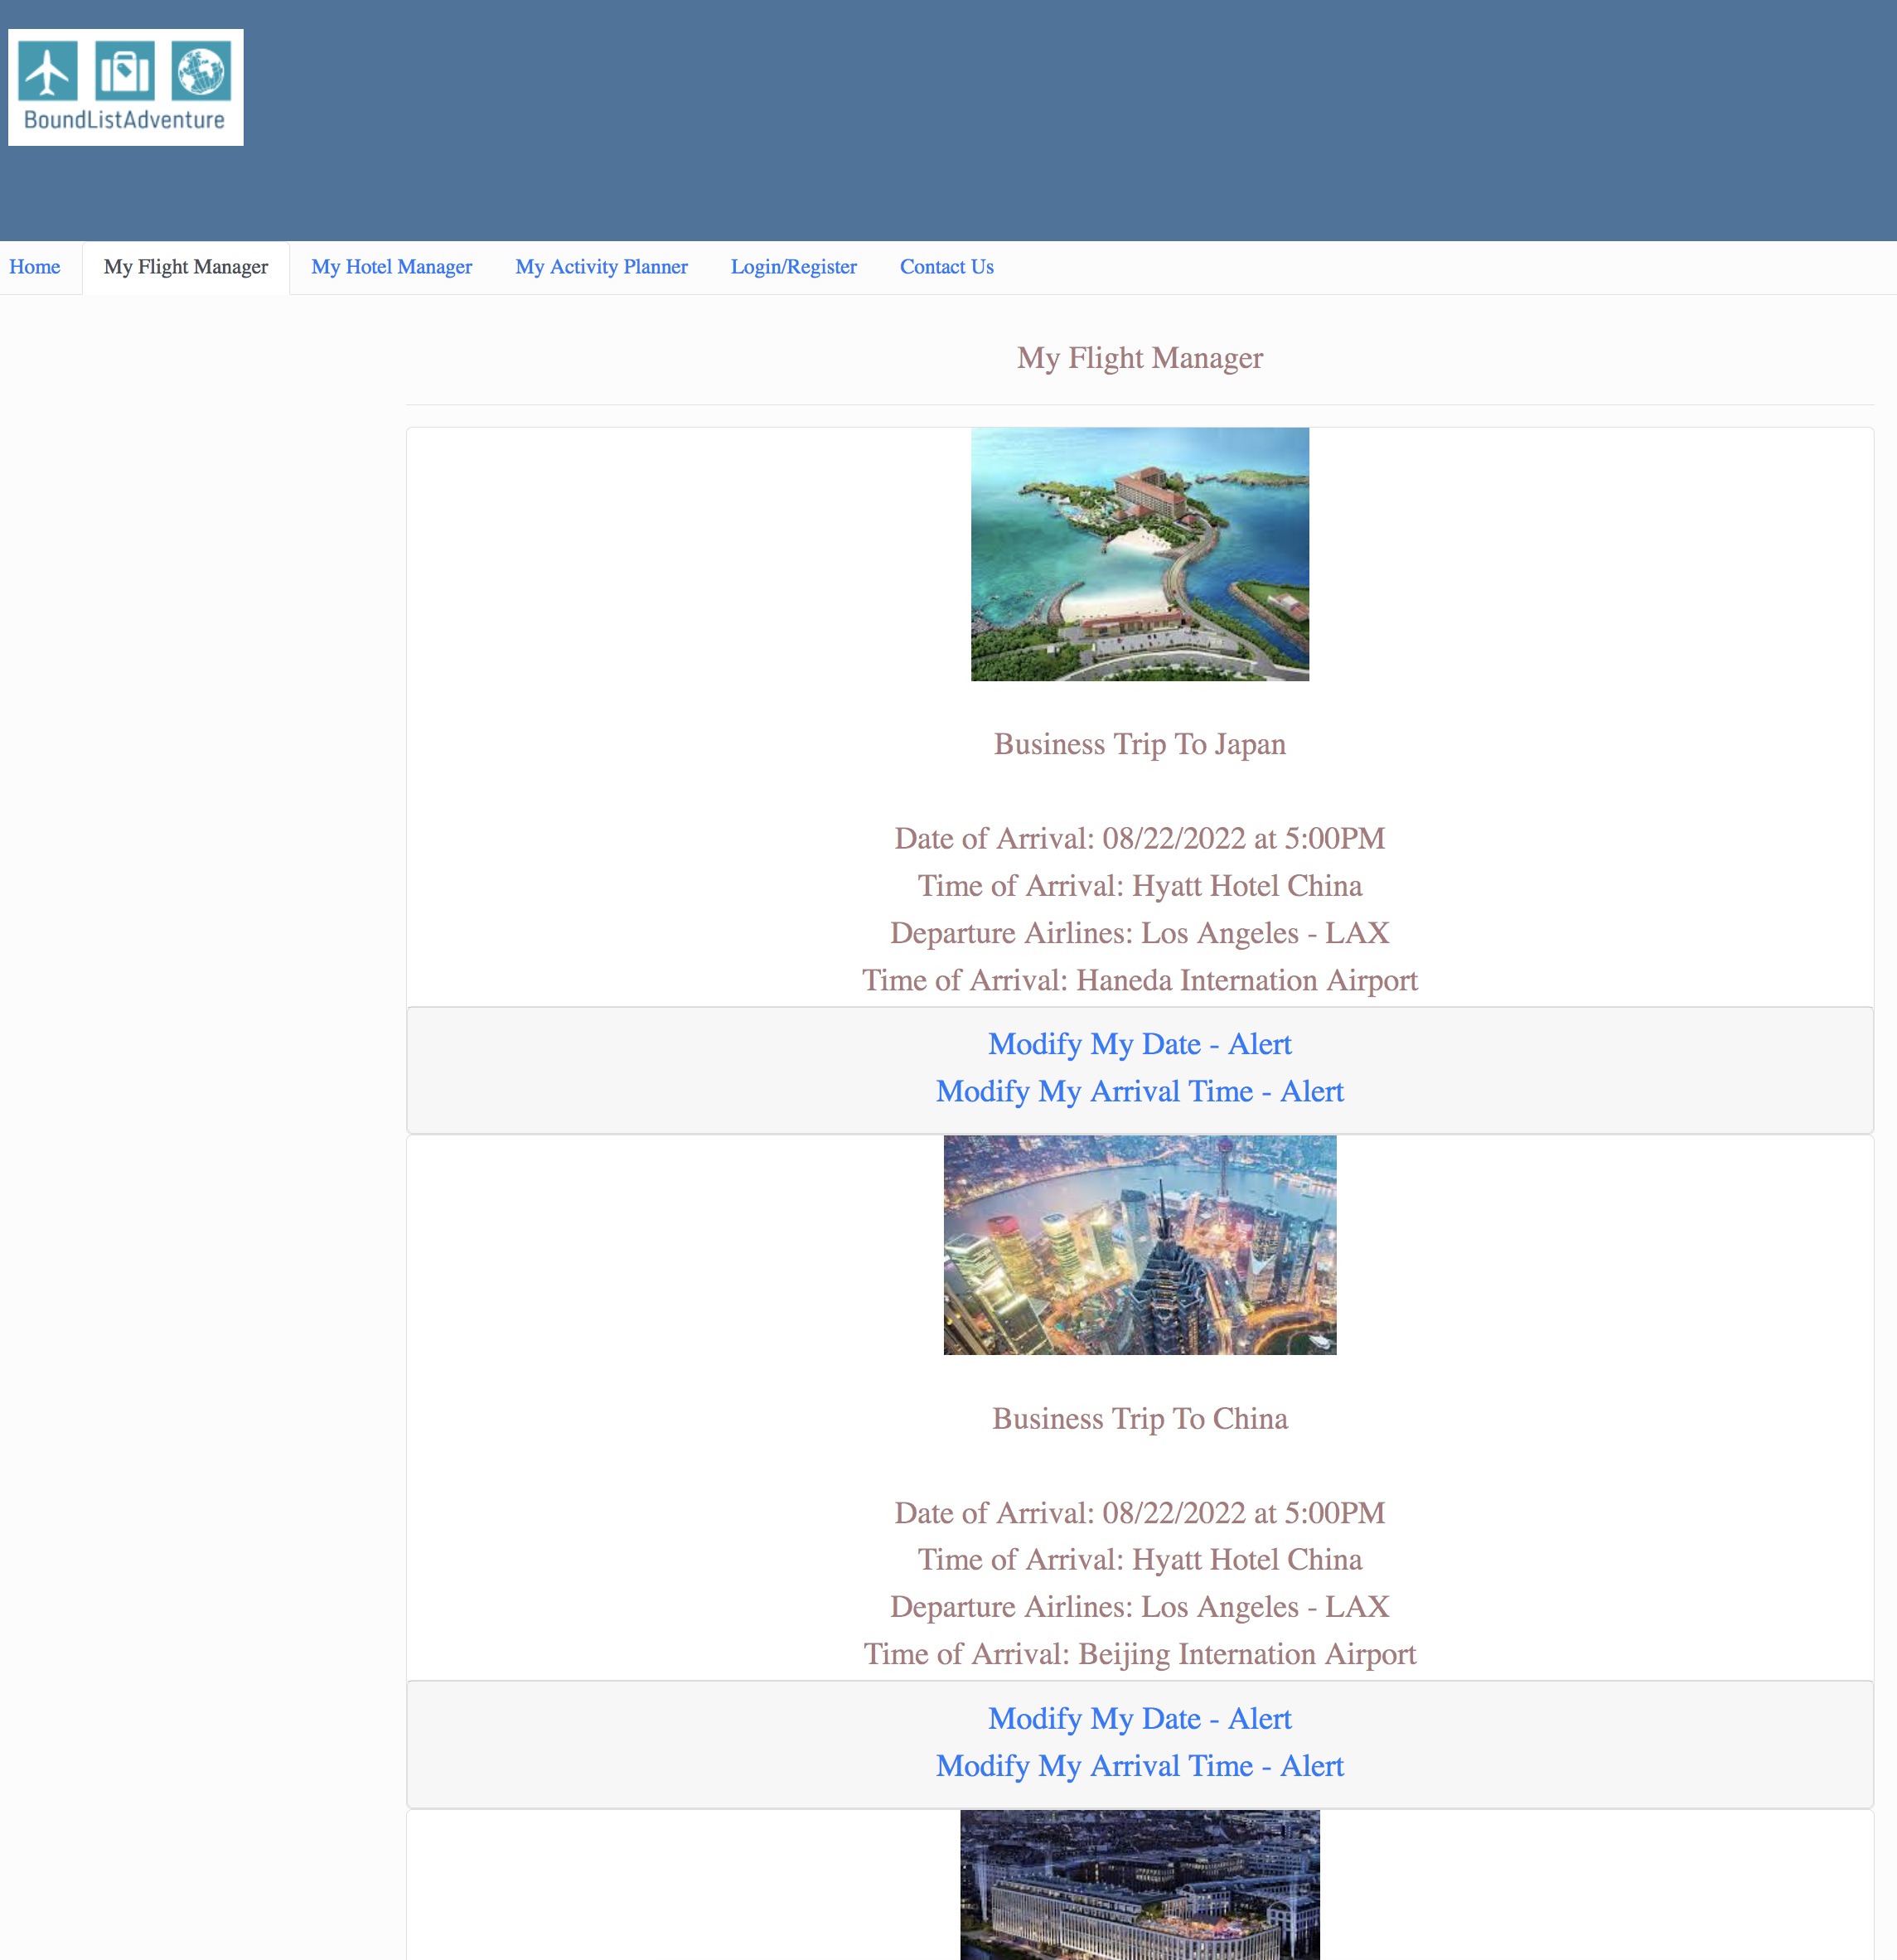 BoundListAdventure
Home My Flight Manager My Hotel Manager My Activity Planner Login/Register Contact Us
My Flight Manager
Business Trip To Japan
Date of Arrival: 08/22/2022 at 5:00PM
Time of Arrival: Hyatt Hotel China
Departure Airlines: Los Angeles - LAX
Time of Arrival: Haneda Internation Airport
Modify My Date - Alert
Modify My Arrival Time - Alert
Business Trip To China
Date of Arrival: 08/22/2022 at 5:00PM
Time of Arrival: Hyatt Hotel China
Departure Airlines: Los Angeles - LAX
Time of Arrival: Beijing Internation Airport
Modify My Date - Alert
Modify My Arrival Time - Alert